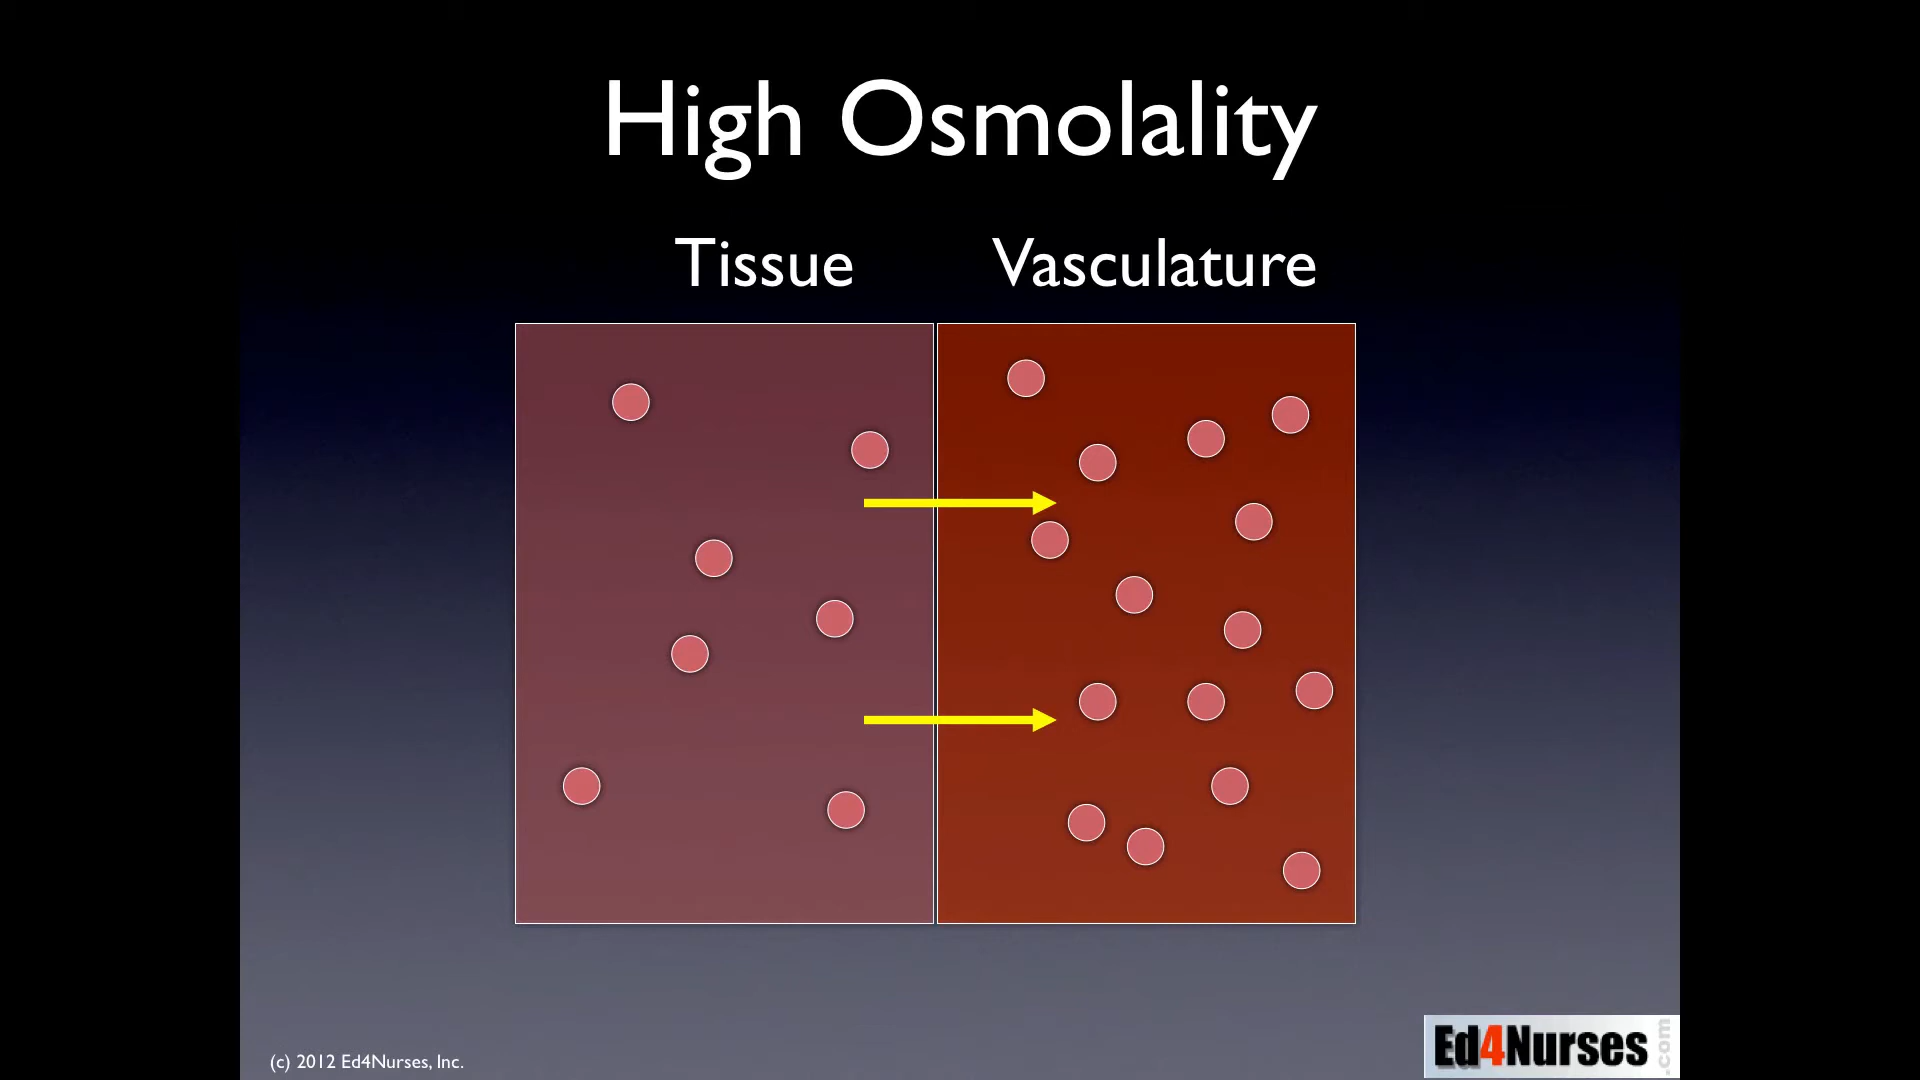 High Osmolality
Tissue
Vasculature
(c) 2012 Ed4Nurses, Inc.
Ed4Nurses
.com